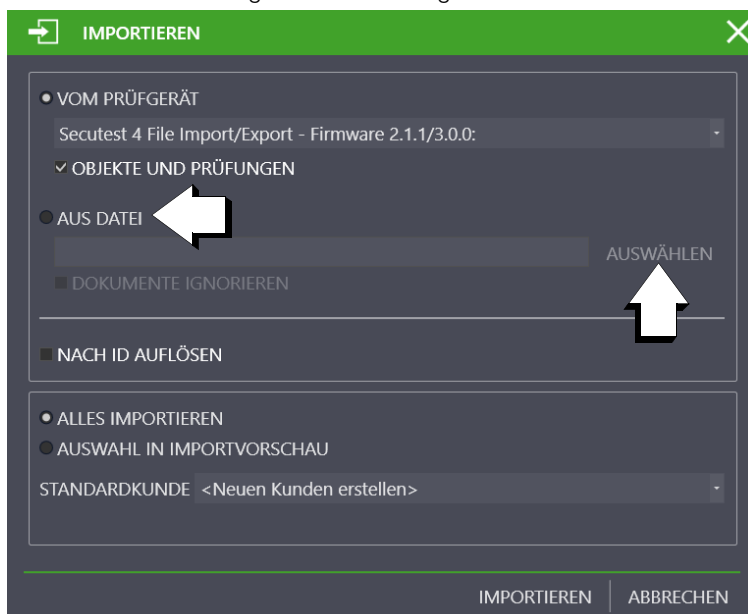 IMPORTIEREN
VOM PRÜFGERÄT
Secutest 4 File Import/Export - Firmware 2.1.1/3.0.0:
OBJEKTE UND PRÜFUNGEN
AUS DATEI
AUSWÄHLEN
DOKUMENTE IGNORIEREN
NACH ID AUFLÖSEN
ALLES IMPORTIEREN
AUSWAHL IN IMPORTVORSCHAU
STANDARDKUNDE <Neuen Kunden erstellen>
IMPORTIEREN ABBRECHEN